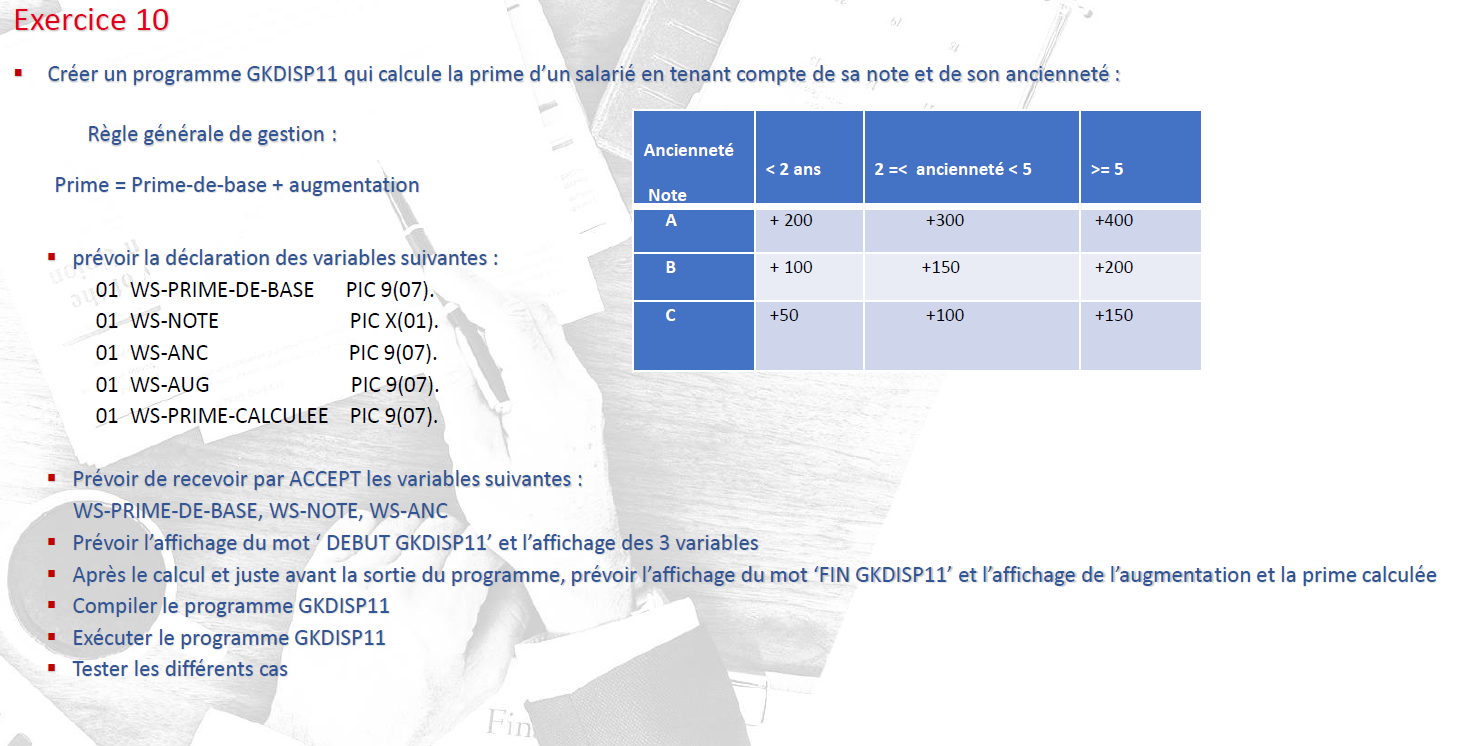 Exercice 10
▪ Créer un programme GKDISP11 qui calcule la prime d’un salarié en tenant compte de sa note et de son ancienneté :
Règle générale de gestion :
Prime = Prime-de-base + augmentation
▪ prévoir la déclaration des variables suivantes :
01 WS-PRIME-DE-BASE PIC 9(07).
01 WS-NOTE PIC X(01).
01 WS-ANC PIC 9(07).
01 WS-AUG PIC 9(07).
01 WS-PRIME-CALCULEE PIC 9(07).
Ancienneté
Note
< 2 ans
2 =< ancienneté < 5
>= 5
A + 200 +300 +400
B + 100 +150 +200
C +50 +100 +150
▪ Prévoir de recevoir par ACCEPT les variables suivantes :
WS-PRIME-DE-BASE, WS-NOTE, WS-ANC
▪ Prévoir l’affichage du mot ‘ DEBUT GKDISP11’ et l’affichage des 3 variables
▪ Après le calcul et juste avant la sortie du programme, prévoir l’affichage du mot ‘FIN GKDISP11’ et l’affichage de l’augmentation et la prime calculée
▪ Compiler le programme GKDISP11
▪ Exécuter le programme GKDISP11
▪ Tester les différents cas